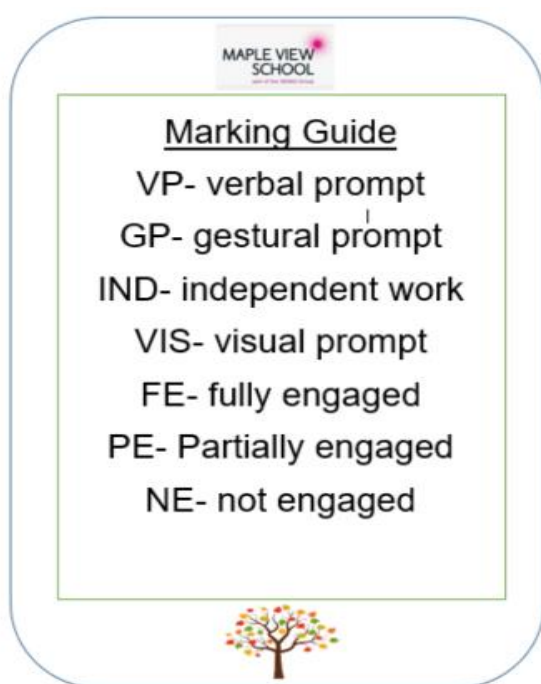 MAPLE VIEW
SCHOOL
Marking Guide
VP- verbal prompt
GP- gestural prompt
IND- independent work
VIS- visual prompt
FE- fully engaged
PE- Partially engaged
NE- not engaged